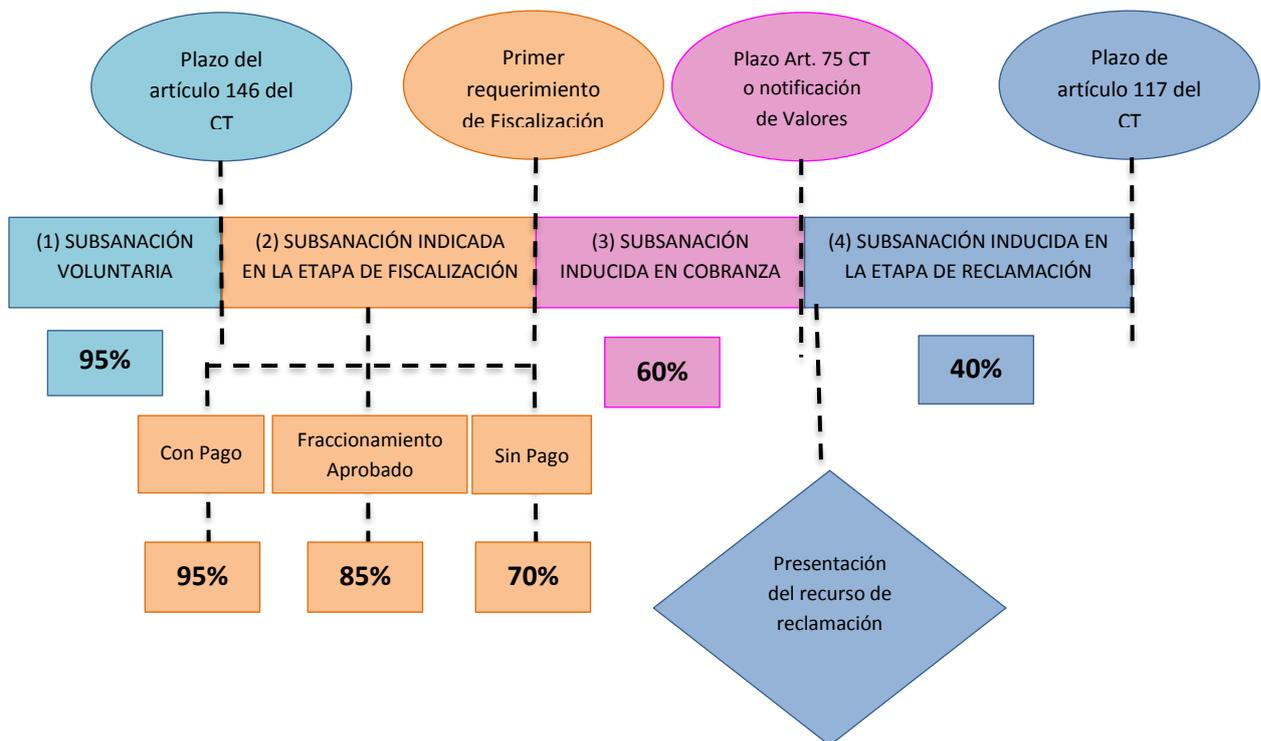 Plazo del
artículo 146 del
CT
Primer
requerimiento
de Fiscalización
Plazo Art. 75 CT
o notificación
de Valores
Plazo de
artículo 117 del
CT
(1) SUBSANACIÓN
VOLUNTARIA
(2) SUBSANACIÓN INDICADA
EN LA ETAPA DE FISCALIZACIÓN
(3) SUBSANACIÓN
INDUCIDA EN COBRANZA
(4) SUBSANACIÓN INDUCIDA EN
LA ETAPA DE RECLAMACIÓN
95%
60%
40%
Con Pago
Fraccionamiento
Aprobado
Sin Pago
95%
85%
70%
Presentación
del recurso de
reclamación